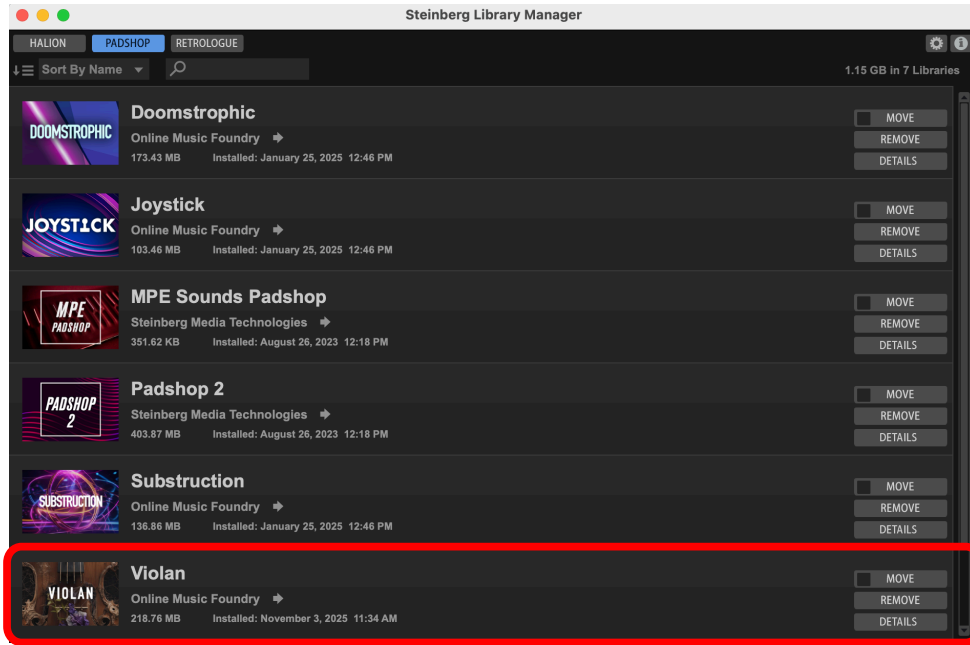 Steinberg Library Manager
HALION PADSHOP RETROLOGUE
Sort By Name
1.15 GB in 7 Libraries
DOOMSTROPHIC
Doomstrophic
Online Music Foundry
173.43 MB Installed: January 25, 2025 12:46 PM
MOVE
REMOVE
DETAILS
JOYSTICK
Joystick
Online Music Foundry
103.46 MB Installed: January 25, 2025 12:46 PM
MOVE
REMOVE
DETAILS
MPE
PADSHOP
MPE Sounds Padshop
Steinberg Media Technologies
351.62 KB Installed: August 26, 2023 12:18 PM
MOVE
REMOVE
DETAILS
PADSHOP
2
Padshop 2
Steinberg Media Technologies
403.87 MB Installed: August 26, 2023 12:18 PM
MOVE
REMOVE
DETAILS
SUBSTRUCTION
Substruction
Online Music Foundry
136.86 MB Installed: January 25, 2025 12:46 PM
MOVE
REMOVE
DETAILS
VIOLAN
Violan
Online Music Foundry
218.76 MB Installed: November 3, 2025 11:34 AM
MOVE
REMOVE
DETAILS